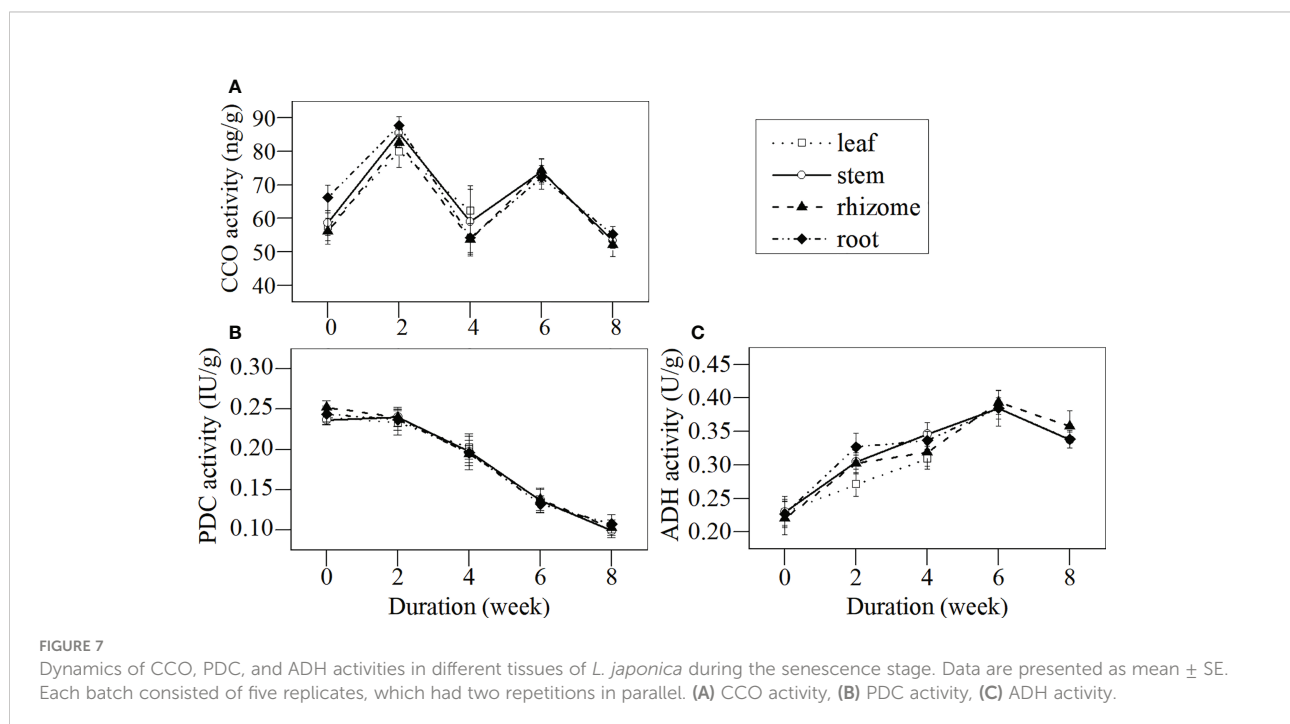 A
CCO activity (ng/g)
90
80
70
60
50
40
0 2 4 6 8
leaf
stem
rhizome
root
B
PDC activity (IU/g)
0.30
0.25
0.20
0.15
0.10
0 2 4 6 8
Duration (week)
C
ADH activity (U/g)
0.45
0.40
0.35
0.30
0.25
0.20
0 2 4 6 8
Duration (week)
FIGURE 7
Dynamics of CCO, PDC, and ADH activities in different tissues of L. japonica during the senescence stage. Data are presented as mean ± SE.
Each batch consisted of five replicates, which had two repetitions in parallel. (A) CCO activity, (B) PDC activity, (C) ADH activity.